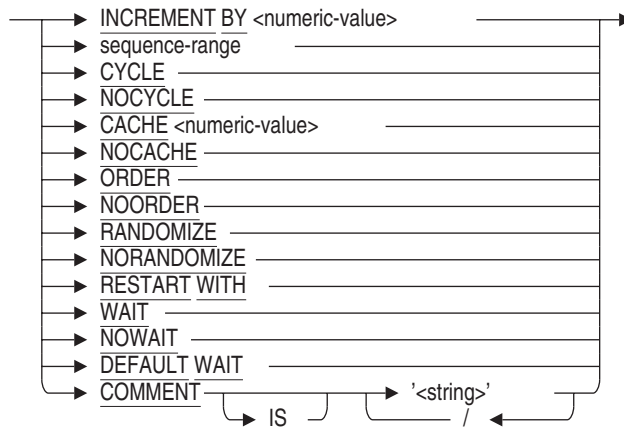 INCREMENT BY <numeric-value>
sequence-range
CYCLE
NOCYCLE
CACHE <numeric-value>
NOCACHE
ORDER
NOORDER
RANDOMIZE
NORANDOMIZE
RESTART WITH
WAIT
NOWAIT
DEFAULT WAIT
COMMENT '<string>'
IS /